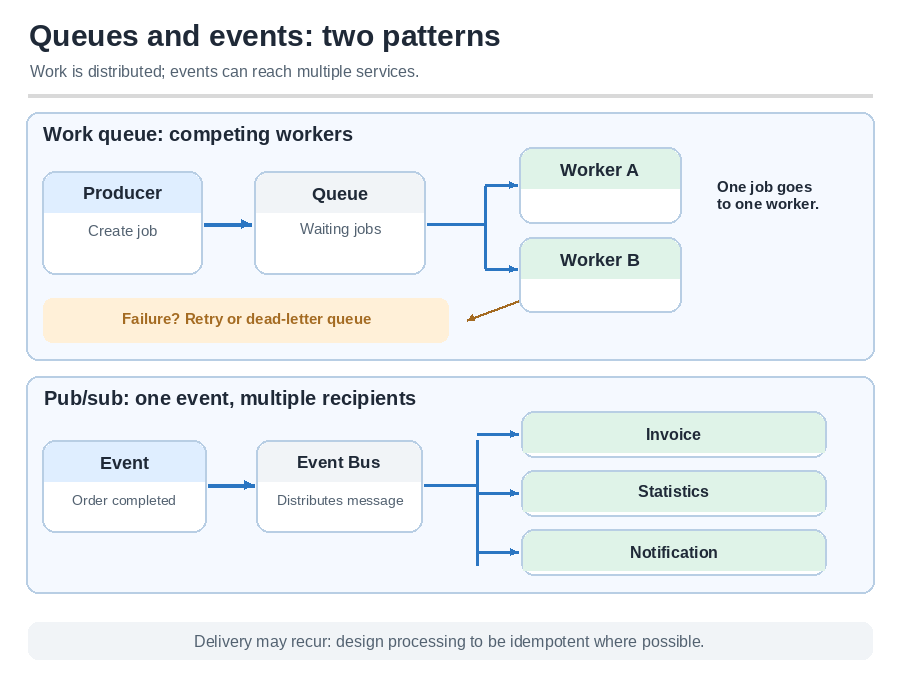 Queues and events: two patterns
Work is distributed; events can reach multiple services.
Work queue: competing workers
Producer
Create job
Queue
Waiting jobs
Worker A
Worker B
One job goes
to one worker.
Failure? Retry or dead-letter queue
Pub/sub: one event, multiple recipients
Event
Order completed
Event Bus
Distributes message
Invoice
Statistics
Notification
Delivery may recur: design processing to be idempotent where possible.